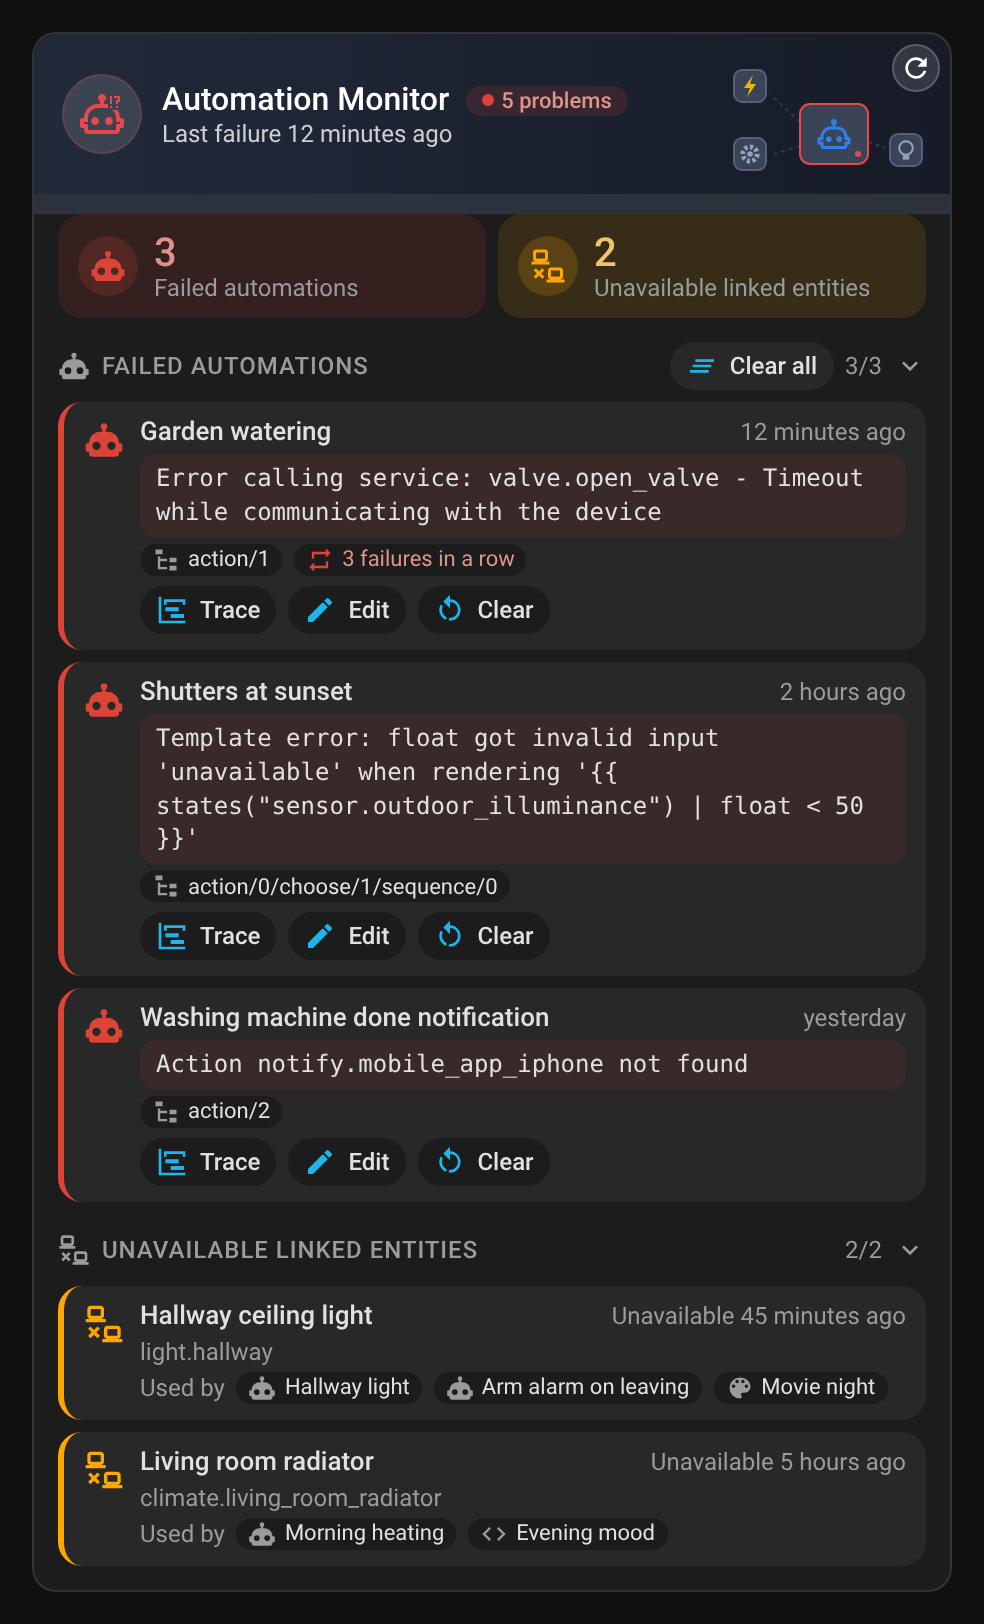 Automation Monitor
5 problems
Last failure 12 minutes ago
3
Failed automations
2
Unavailable linked entities
FAILED AUTOMATIONS
Clear all
3/3
Garden watering
12 minutes ago
Error calling service: valve.open_valve - Timeout
while communicating with the device
action/1
3 failures in a row
Trace
Edit
Clear
Shutters at sunset
2 hours ago
Template error: float got invalid input
'unavailable' when rendering '{{
states("sensor.outdoor_illuminance") | float < 50
}}'
action/0/choose/1/sequence/0
Trace
Edit
Clear
Washing machine done notification
yesterday
Action notify.mobile_app_iphone not found
action/2
Trace
Edit
Clear
UNAVAILABLE LINKED ENTITIES
2/2
Hallway ceiling light
Unavailable 45 minutes ago
light.hallway
Used by
Hallway light
Arm alarm on leaving
Movie night
Living room radiator
Unavailable 5 hours ago
climate.living_room_radiator
Used by
Morning heating
Evening mood